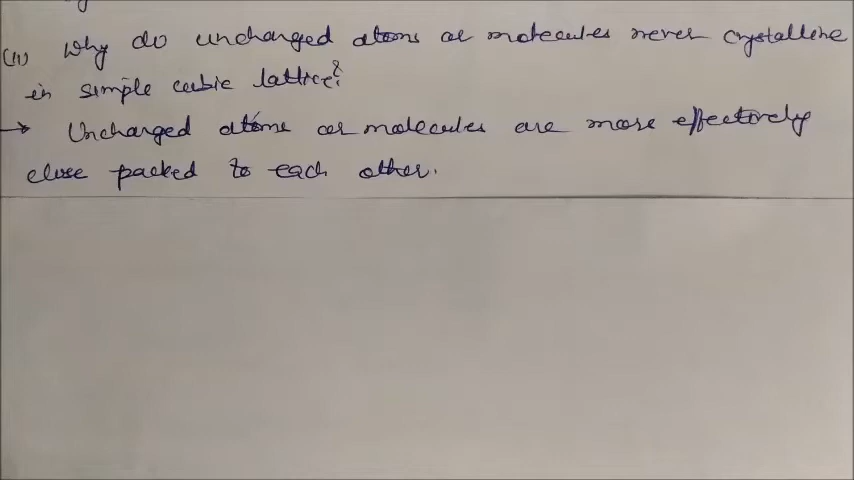 (ii) Why do uncharged atoms or molecules never crystalline
in simple cubic lattice?
→ Uncharged atoms or molecules are more effectively
close packed to each other.